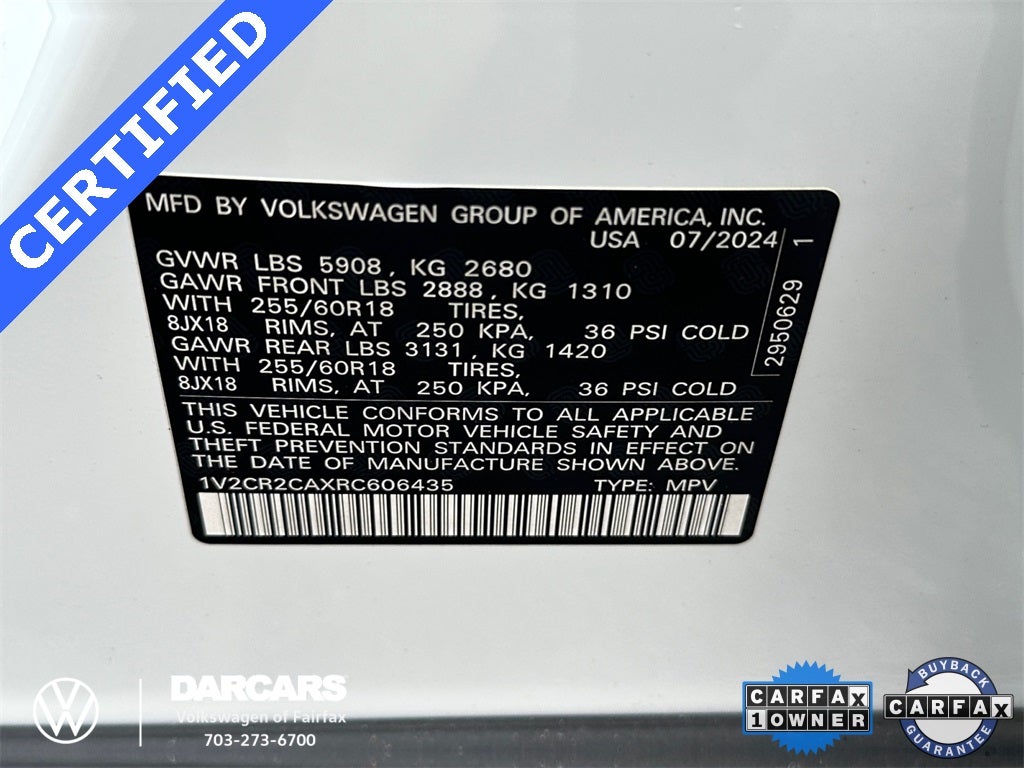 CERTIFIED
MFD BY VOLKSWAGEN GROUP OF AMERICA, INC.
USA 07/2024
GVWR LBS 5908, KG 2680
GAWR FRONT LBS 2888, KG 1310
WITH 255/60R18 TIRES,
8JX18 RIMS, AT 250 KPA, 36 PSI COLD
GAWR REAR LBS 3131, KG 1420
WITH 255/60R18 TIRES,
8JX18 RIMS, AT 250 KPA, 36 PSI COLD
2950629 1
THIS VEHICLE CONFORMS TO ALL APPLICABLE
U.S. FEDERAL MOTOR VEHICLE SAFETY AND
THEFT PREVENTION STANDARDS IN EFFECT ON
THE DATE OF MANUFACTURE SHOWN ABOVE.
1V2CR2CAXRC606435 TYPE: MPV
DARCARS
Volkswagen of Fairfax
703-273-6700
CARFAX
1 OWNER
BUYBACK
CARFAX
GUARANTEE